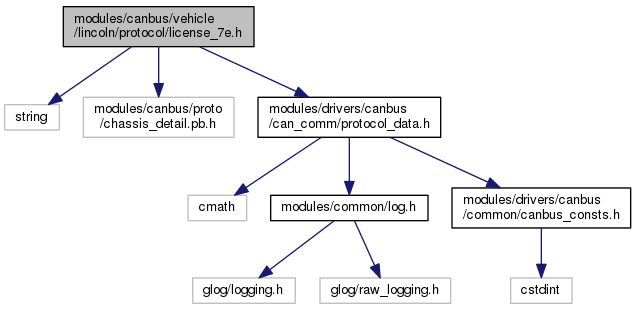 modules/canbus/vehicle
/lincoln/protocol/license_7e.h
string
modules/canbus/proto
/chassis_detail.pb.h
modules/drivers/canbus
/can_comm/protocol_data.h
cmath
modules/common/log.h
modules/drivers/canbus
/common/canbus_consts.h
glog/logging.h
glog/raw_logging.h
cstdint